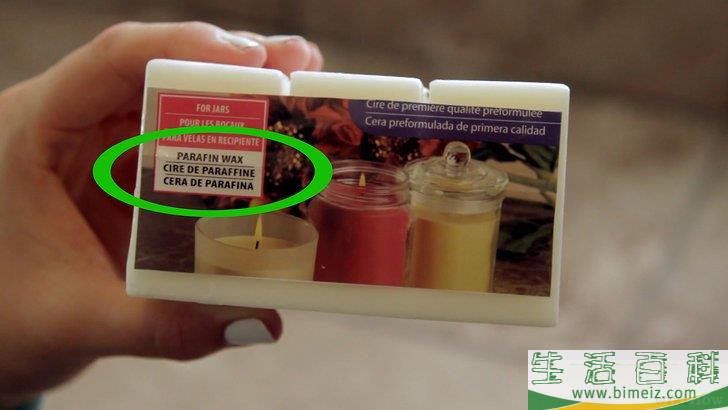 FOR JARS
POUR LES BOCAUX
PARA VELAS EN RECIPIENTE
PARAFIN WAX
CIRE DE PARAFFINE
CERA DE PARAFINA
Cire de première qualité préformulée
Cera preformulada de primera calidad
生活百科
www.bimeiz.com